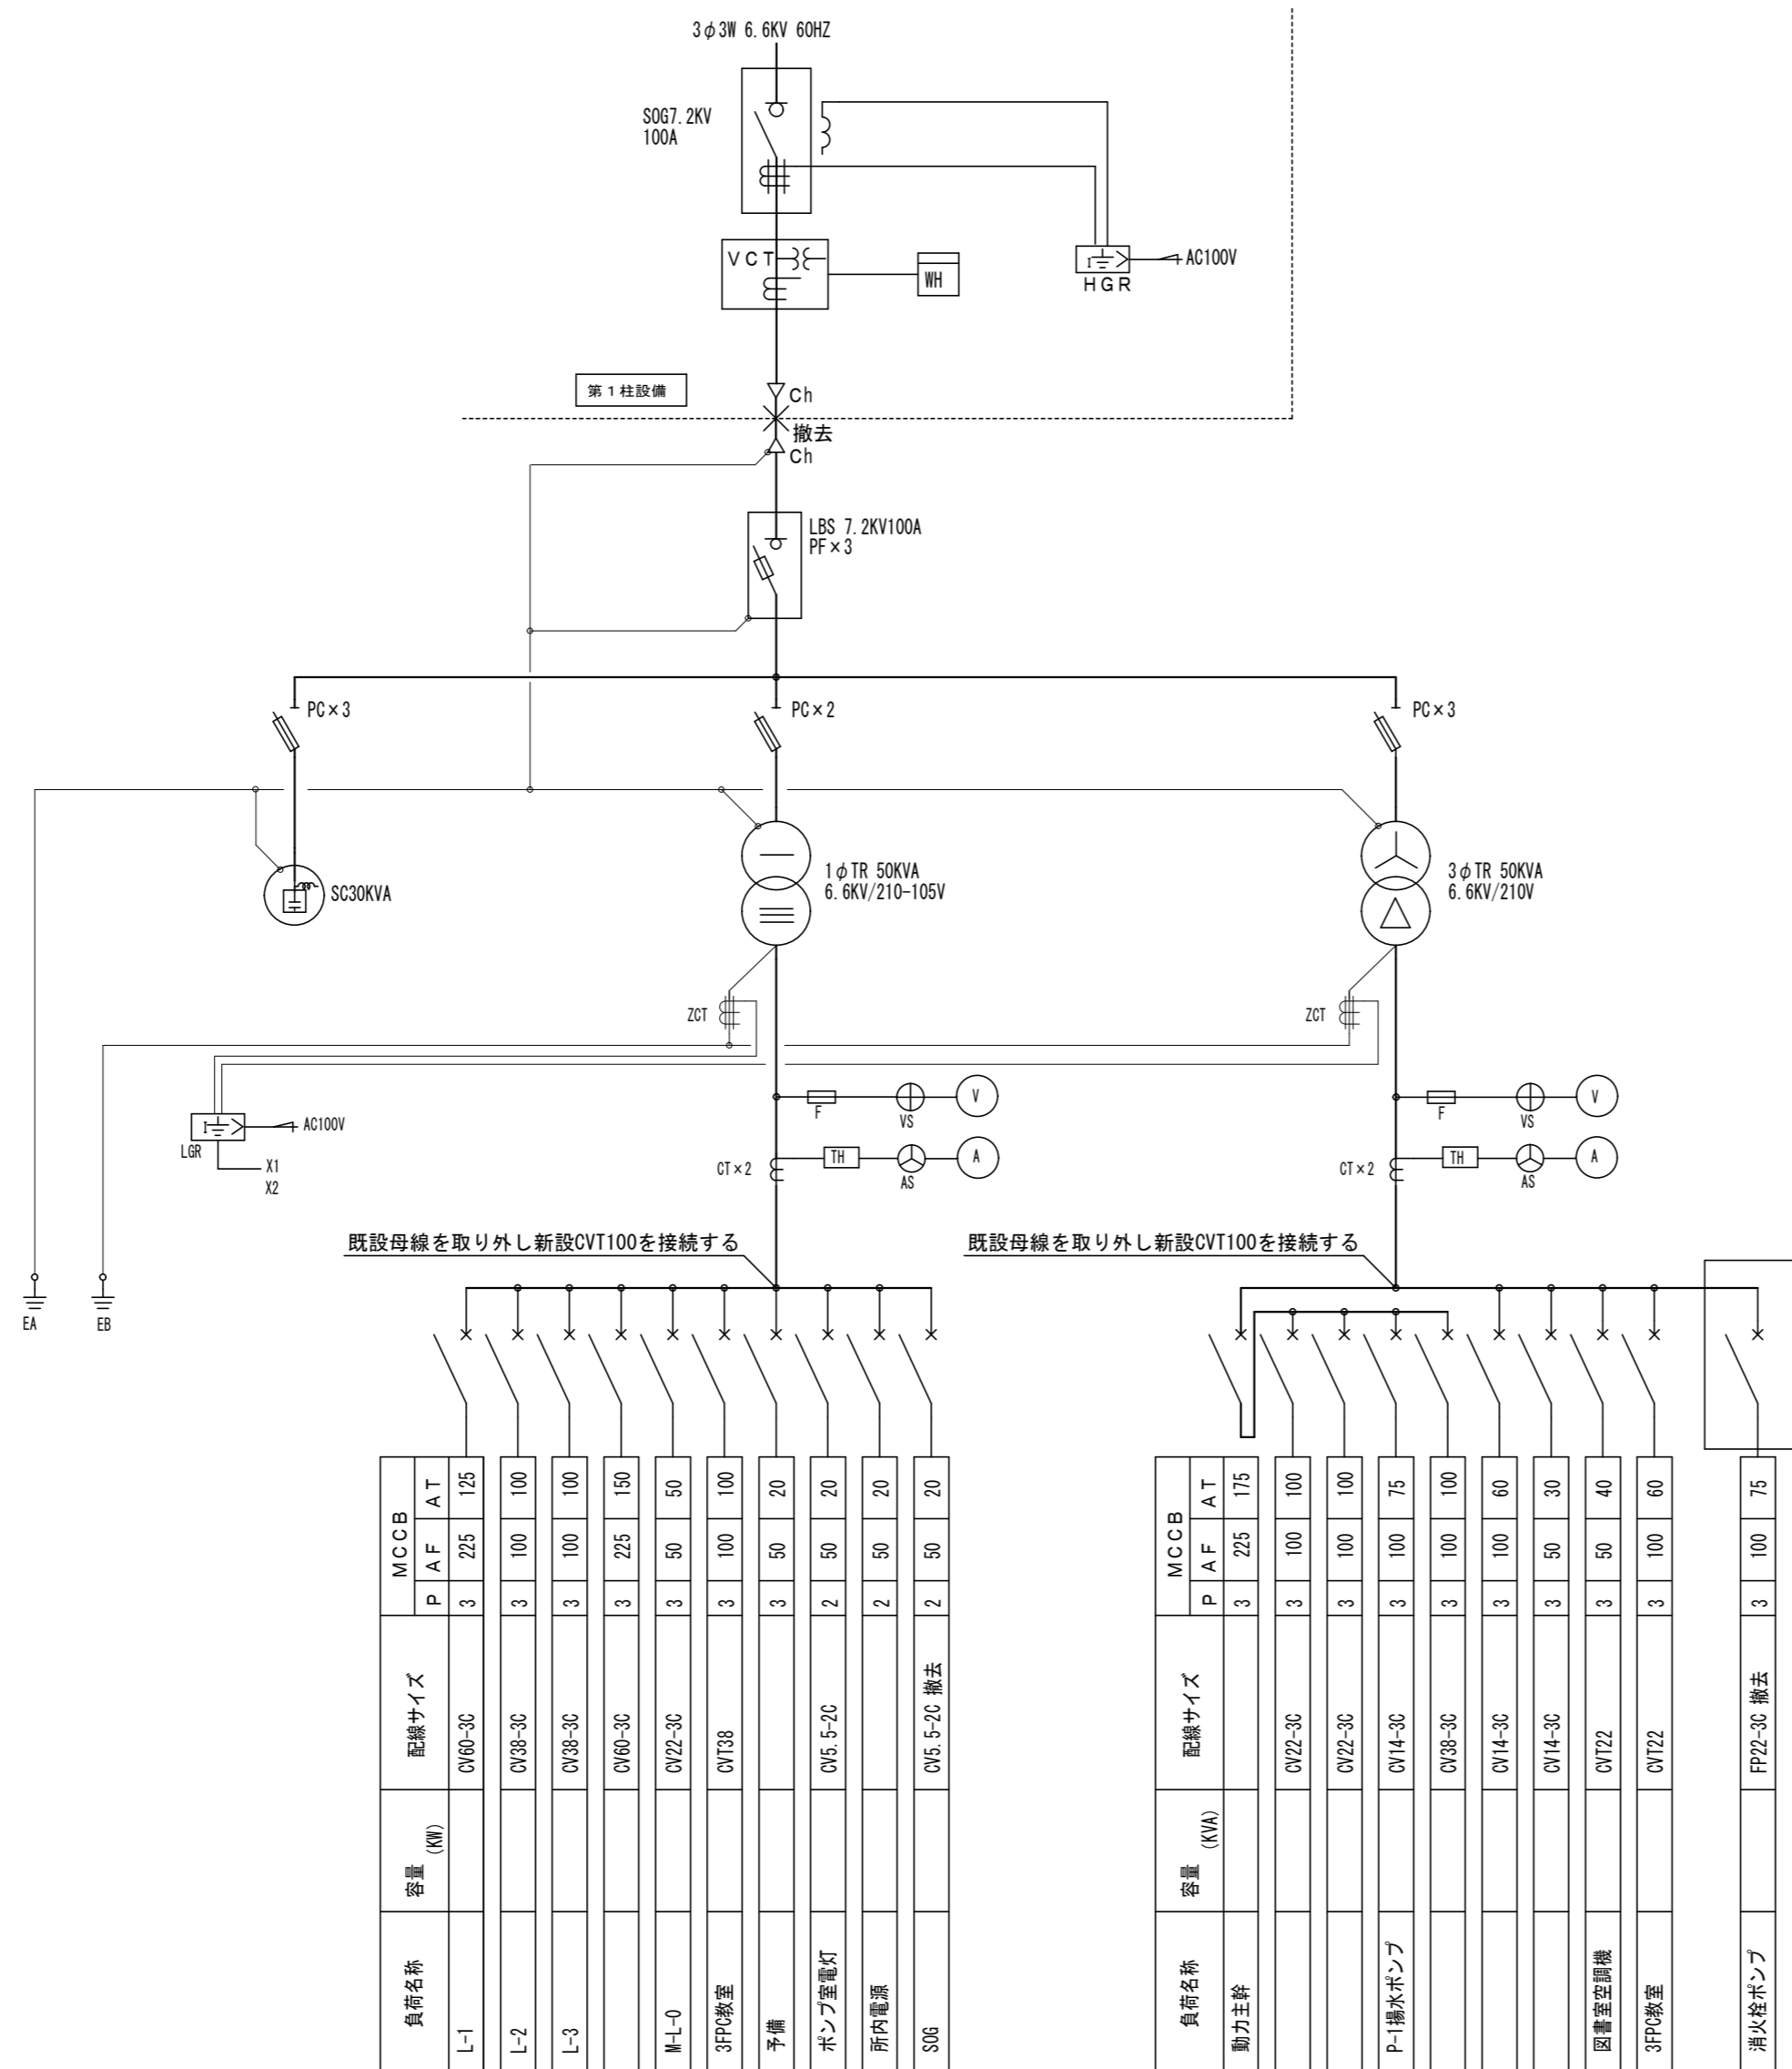 3φ3W 6.6KV 60HZ
SOG7.2KV
100A
VCT
WH
I
AC100V
HGR
第1柱設備
Ch
撤去
Ch
LBS 7.2KV100A
PF×3
PC×3
PC×2
PC×3
SC30KVA
1φTR 50KVA
6.6KV/210-105V
3φTR 50KVA
6.6KV/210V
ZCT
ZCT
I
AC100V
LGR
X1
X2
F
VS
V
CT×2
TH
AS
A
F
VS
V
CT×2
TH
AS
A
既設母線を取り外し新設CVT100を接続する
既設母線を取り外し新設CVT100を接続する
EA
EB
負荷名称 容量 (KW) 配線サイズ MCCB P AF AT
L-1 CV60-3C 3 225 125
L-2 CV38-3C 3 100 100
L-3 CV38-3C 3 100 100
CV60-3C 3 225 150
M-L-0 CV22-3C 3 50 50
3FPC教室 CVT38 3 100 100
予備 3 50 20
ポンプ室電灯 CV5.5-2C 2 50 20
所内電源 2 50 20
SOG CV5.5-2C 撤去 2 50 20
負荷名称 容量 (KVA) 配線サイズ MCCB P AF AT
動力主幹 3 225 175
CV22-3C 3 100 100
CV22-3C 3 100 100
P-1揚水ポンプ CV14-3C 3 100 75
CV38-3C 3 100 100
CV14-3C 3 100 60
CV14-3C 3 50 30
図書室空調機 CVT22 3 50 40
3FPC教室 CVT22 3 100 60
消火栓ポンプ FP22-3C 撤去 3 100 75